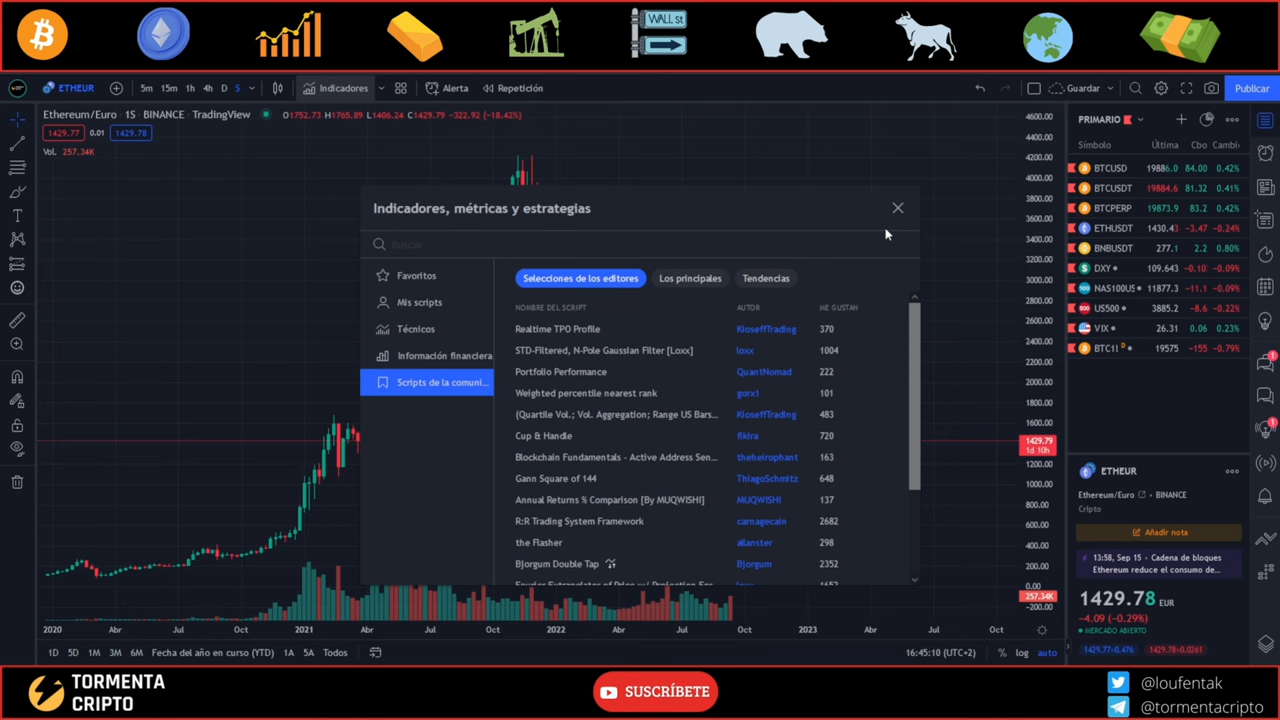 WALL st
ETHEUR
5m 15m 1h 4h D S
Indicadores
Alerta
Repetición
Guardar
Publicar
Ethereum/Euro · 1S BINANCE TradingView
O1752.73 H1765.89 L1406.24 C1429.79 -322.92 (-18.42%)
1429.77 0.01 1429.78
Vol. 257.34K
Indicadores, métricas y estrategias
Buscar
Favoritos
Mis scripts
Técnicos
Información financiera
Scripts de la comuni...
Selecciones de los editores Los principales Tendencias
NOMBRE DEL SCRIPT AUTOR ME GUSTAN
Realtime TPO Profile KioseffTrading 370
STD-Filtered, N-Pole Gaussian Filter [Loxx] loxx 1004
Portfolio Performance QuantNomad 222
Weighted percentile nearest rank gorx1 101
(Quartile Vol.; Vol. Aggregation; Range US Bars... KioseffTrading 483
Cup & Handle fikira 720
Blockchain Fundamentals - Active Address Sen... theheirophant 163
Gann Square of 144 ThiagoSchmitz 648
Annual Returns % Comparison [By MUQWISHI] MUQWISHI 137
R:R Trading System Framework carnagecain 2682
the Flasher allanster 298
Bjorgum Double Tap Bjorgum 2352
4600.00
4200.00
4000.00
3800.00
3600.00
3400.00
3200.00
3000.00
2800.00
2600.00
2400.00
2200.00
2000.00
1800.00
1600.00
1429.79
1d 10h
1200.00
1000.00
800.00
600.00
400.00
200.00
0.00
257.34K
-200.00
2020 Abr Jul Oct 2021 Abr Jul Oct 2022 Abr Jul Oct 2023 Abr Jul Oct
1D 5D 1M 3M 6M Fecha del año en curso (YTD) 1A 5A Todos
16:45:10 (UTC+2)
% log auto
PRIMARIO
Símbolo Última Cbo Cambi
BTCUSD 19886.0 84.00 0.42%
BTCUSDT 19884.6 81.32 0.41%
BTCPERP 19873.9 83.2 0.42%
ETHUSDT 1430.43 -3.47 -0.24%
BNBUSDT 277.1 2.2 0.80%
DXY 109.643 -0.10 -0.09%
NAS100US 11877.3 -11.1 -0.09%
US500 3885.2 -8.6 -0.22%
VIX 26.31 0.06 0.23%
BTC1! D 19575 -155 -0.79%
ETHEUR
Ethereum/Euro • BINANCE
Cripto
Añadir nota
13:58, Sep 15 • Cadena de bloques
Ethereum reduce el consumo de...
1429.78 EUR
-4.09 (-0.29%)
MERCADO ABIERTO
1429.77×0.476 1429.78×0.0261
TORMENTA
CRIPTO
SUSCRÍBETE
@loufentak
@tormentacripto